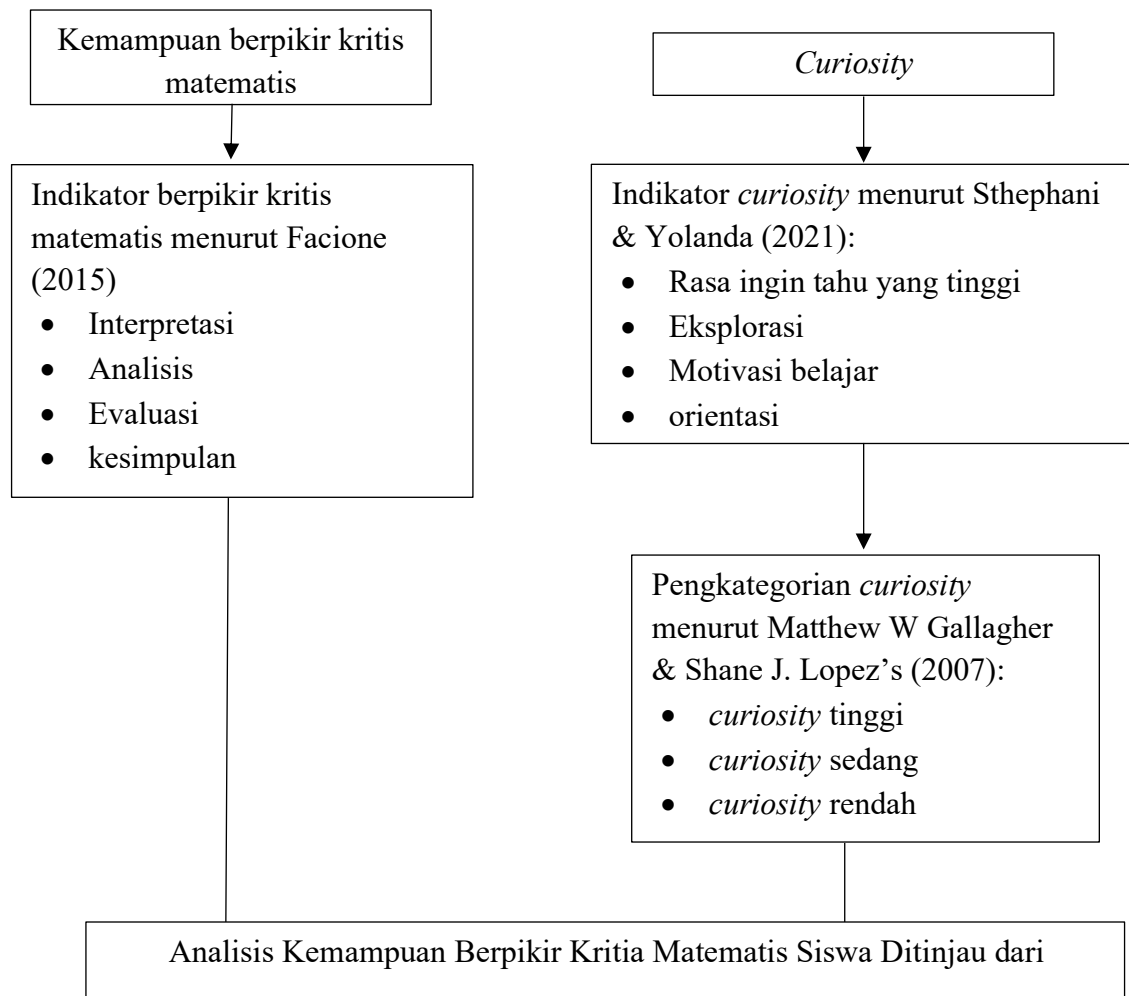 Kemampuan berpikir kritis
matematis
Curiosity
Indikator berpikir kritis
matematis menurut Facione
(2015)
• Interpretasi
• Analisis
• Evaluasi
• kesimpulan
Indikator curiosity menurut Sthephani
& Yolanda (2021):
• Rasa ingin tahu yang tinggi
• Eksplorasi
• Motivasi belajar
• orientasi
Pengkategorian curiosity
menurut Matthew W Gallagher
& Shane J. Lopez’s (2007):
• curiosity tinggi
• curiosity sedang
• curiosity rendah
Analisis Kemampuan Berpikir Kritia Matematis Siswa Ditinjau dari